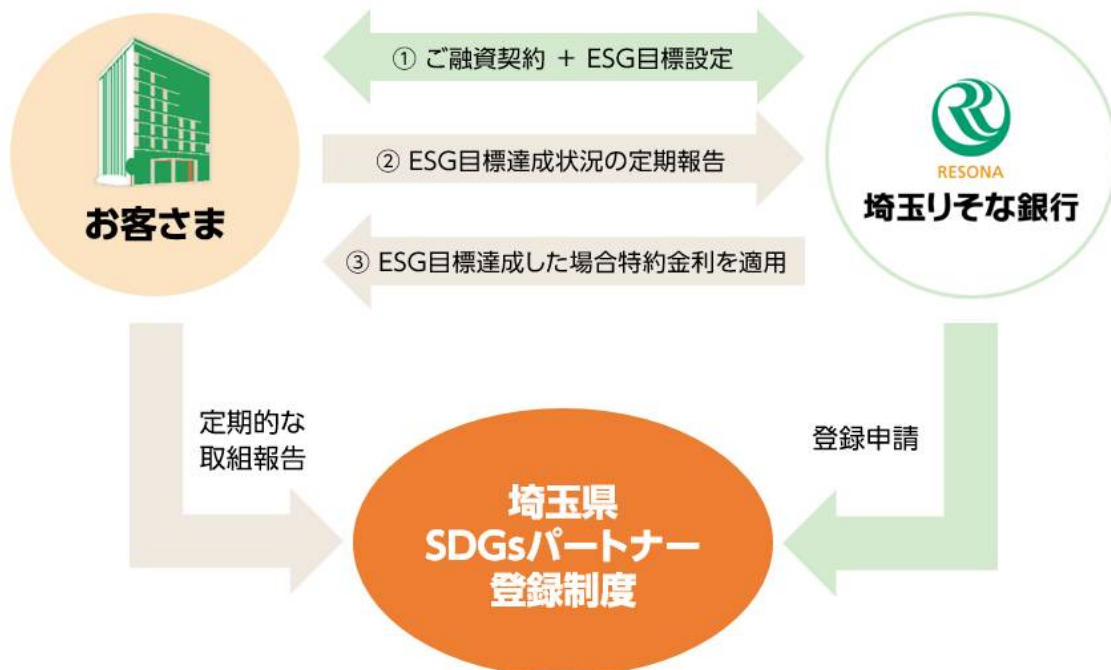 ① ご融資契約 + ESG目標設定
② ESG目標達成状況の定期報告
③ ESG目標達成した場合特約金利を適用
お客さま
RESONA
埼玉りそな銀行
定期的な
取組報告
登録申請
埼玉県
SDGsパートナー
登録制度